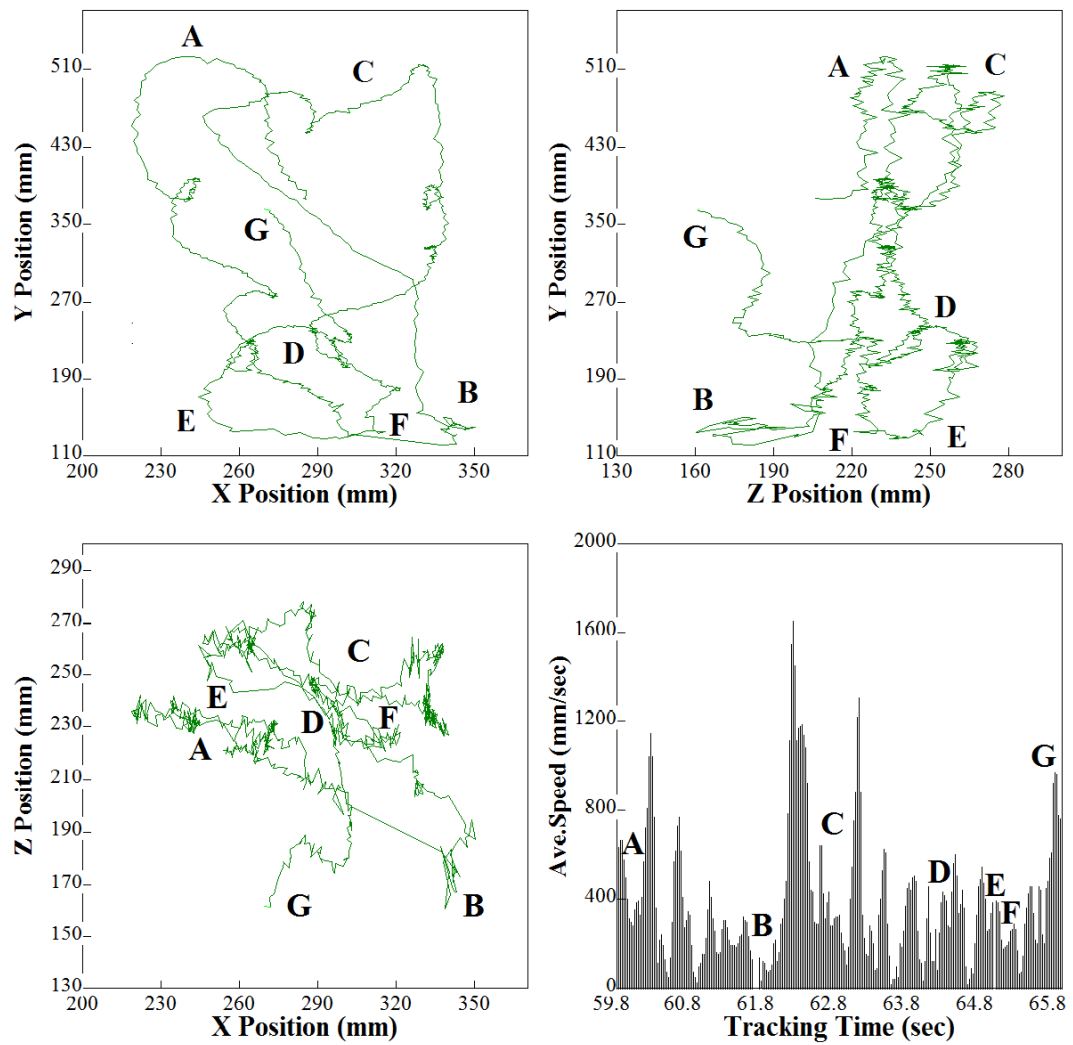 510
430
350
270
190
110
200
230
260
290
320
350
X Position (mm)
Y Position (mm)
A
C
G
D
B
E
F
510
430
350
270
190
110
130
160
190
220
250
280
Z Position (mm)
Y Position (mm)
A
C
G
D
B
F
E
290
270
250
230
210
190
170
150
130
200
230
260
290
320
350
X Position (mm)
Z Position (mm)
C
E
D
F
A
G
B
2000
1600
1200
800
400
0
59.8
60.8
61.8
62.8
63.8
64.8
65.8
Tracking Time (sec)
Ave.Speed (mm/sec)
G
C
A
D
E
B
F